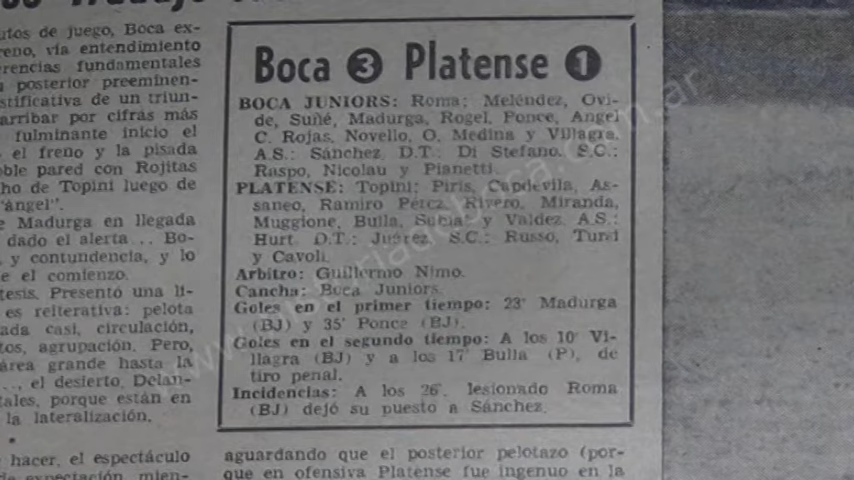 utos de juego, Boca ex-
reno, vía entendimiento
erencias fundamentales
a posterior preeminen-
stificativa de un triun-
arribar por cifras más
fulminante inicio el
el freno y la pisada
ble pared con Rojitas
ho de Topini luego de
"ángel".
e Madurga en llegada
dado el alerta... Bo-
, y contundencia, y lo
e el comienzo.
tesis. Presentó una li-
es reiterativa: pelota
ada casi, circulación,
tos, agrupación. Pero,
área grande hasta la
..., el desierto. Delan-
tales, porque están en
la lateralización.
hacer, el espectáculo
Boca 3 Platense 1
BOCA JUNIORS: Roma; Meléndez, Ovi-
de, Suñé, Madurga, Rogel, Ponce, Angel
C. Rojas, Novello, O. Medina y Villagra.
A.S.: Sánchez. D.T.: Di Stefano. S.C.:
Raspo, Nicolau y Pianetti.
PLATENSE: Topini; Piris, Capdevila, As-
saneo, Ramiro Pérez, Rivero, Miranda,
Muggione, Bulla, Subiat y Valdez. A.S.:
Hurt. D.T.: Juárez. S.C.: Russo, Turdi
y Cavoli.
Arbitro: Guillermo Nimo.
Cancha: Boca Juniors.
Goles en el primer tiempo: 23' Madurga
(BJ) y 35' Ponce (BJ).
Goles en el segundo tiempo: A los 10' Vi-
llagra (BJ) y a los 17' Bulla (P), de
tiro penal.
Incidencias: A los 26', lesionado Roma
(BJ) dejó su puesto a Sánchez.
aguardando que el posterior pelotazo (por-
que en ofensiva Platense fue ingenuo en la